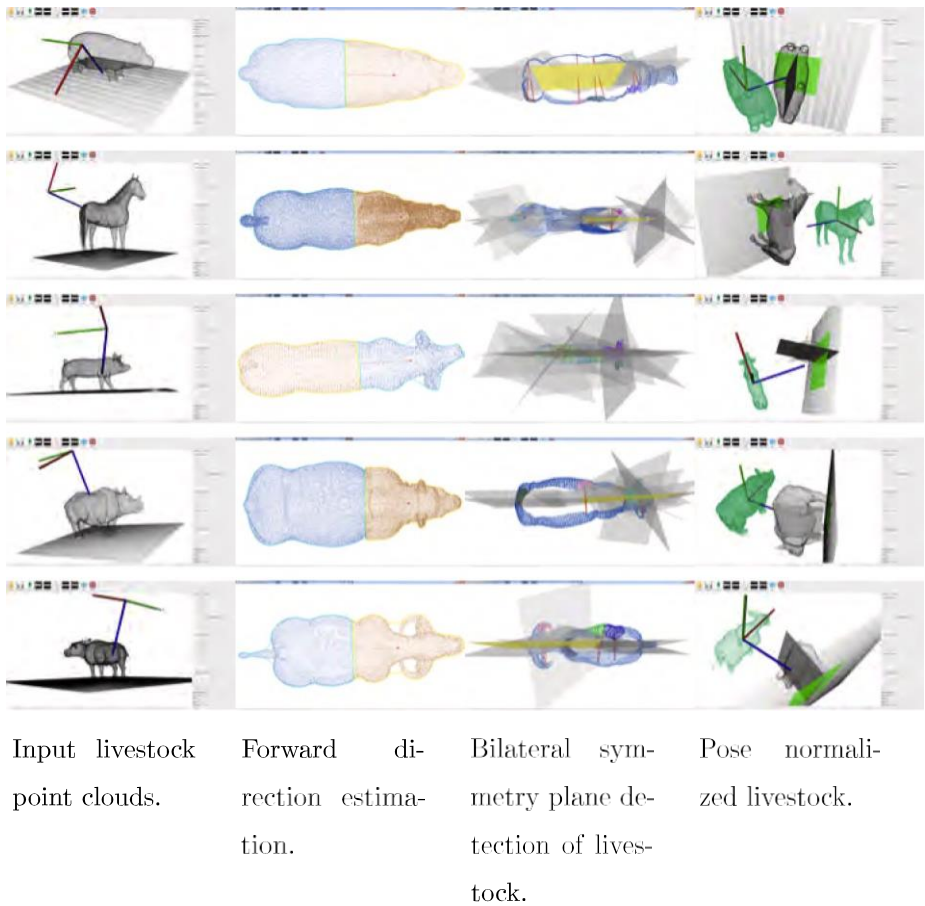 Input livestock
point clouds.
Forward di-
rection estima-
tion.
Bilateral sym-
metry plane de-
tection of lives-
tock.
Pose normali-
zed livestock.